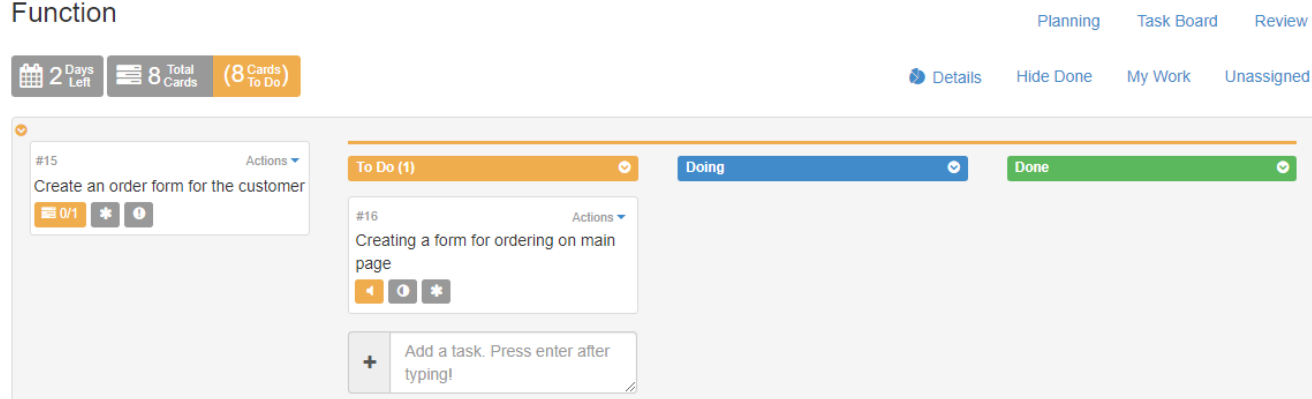 Function
Planning Task Board Review
2 Days Left 8 Total Cards (8 Cards To Do)
Details Hide Done My Work Unassigned
#15 Actions
Create an order form for the customer
0/1
To Do (1) Doing Done
#16 Actions
Creating a form for ordering on main
page
+ Add a task. Press enter after
typing!